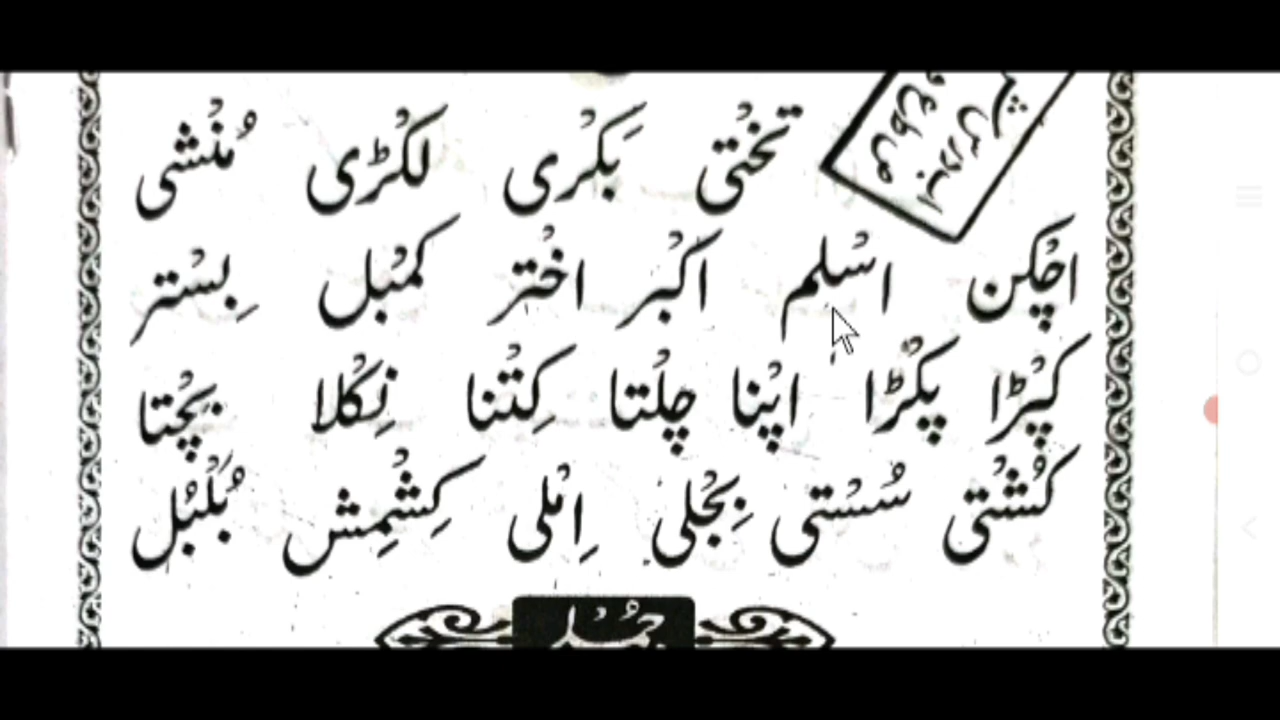 تختی بکری لکڑی منشی
اچکن اسلم اکبر اختر کمبل بستر
کپڑا پکڑا اپنا چلتا کتنا نکلا بچتا
کشتی سستی بجلی املی کشمش بلبل
جملے